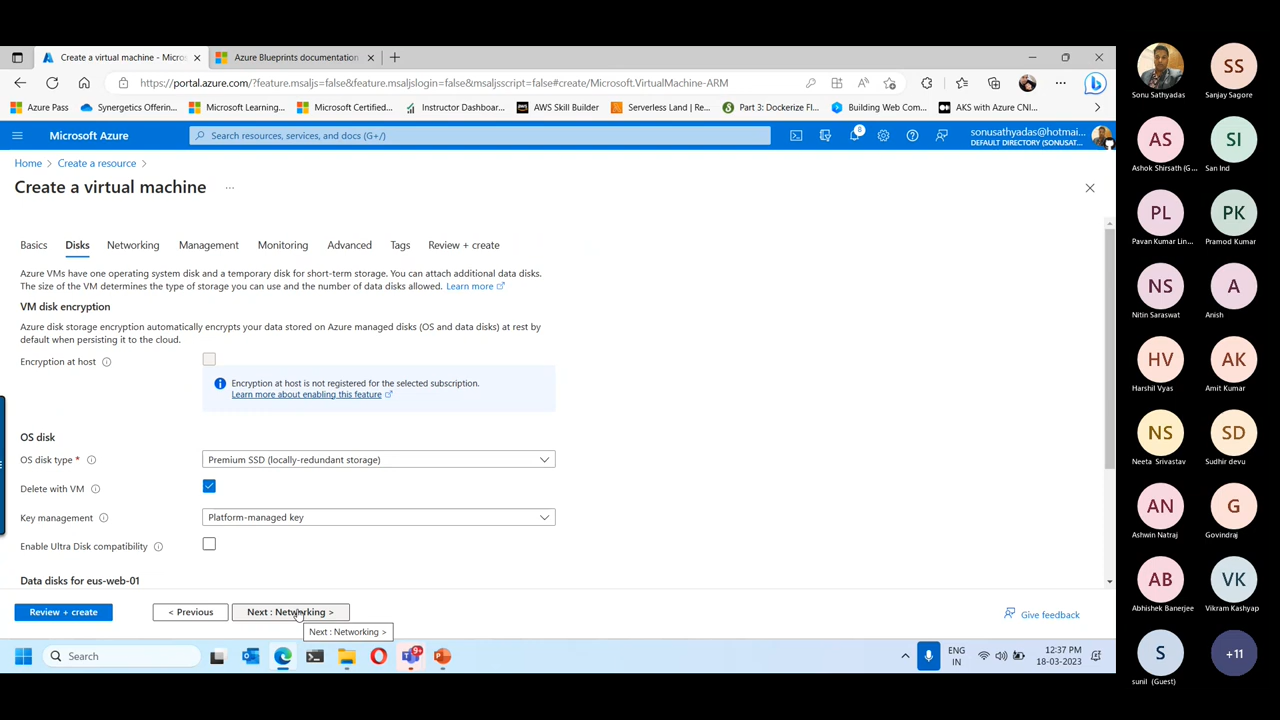 Create a virtual machine - Micros
Azure Blueprints documentation
https://portal.azure.com/?feature.msaljs=false&feature.msaljslogin=false&msaljsscript=false#create/Microsoft.VirtualMachine-ARM
Azure Pass
Synergetics Offerin...
Microsoft Learning...
Microsoft Certified...
Instructor Dashboar...
AWS Skill Builder
Serverless Land | Re...
Part 3: Dockerize Fl...
Building Web Com...
AKS with Azure CNI...
Microsoft Azure
Search resources, services, and docs (G+/)
8
sonusathyadas@hotmai...
DEFAULT DIRECTORY (SONUSAT...
Home > Create a resource >
Create a virtual machine
...
Basics
Disks
Networking
Management
Monitoring
Advanced
Tags
Review + create
Azure VMs have one operating system disk and a temporary disk for short-term storage. You can attach additional data disks.
The size of the VM determines the type of storage you can use and the number of data disks allowed. Learn more
VM disk encryption
Azure disk storage encryption automatically encrypts your data stored on Azure managed disks (OS and data disks) at rest by
default when persisting it to the cloud.
Encryption at host
Encryption at host is not registered for the selected subscription.
Learn more about enabling this feature
OS disk
OS disk type *
Premium SSD (locally-redundant storage)
Delete with VM
Key management
Platform-managed key
Enable Ultra Disk compatibility
Data disks for eus-web-01
Review + create
< Previous
Next : Networking >
Next : Networking >
Give feedback
Search
9+
ENG
IN
12:37 PM
18-03-2023
Sonu Sathyadas
SS
Sanjay Sagore
AS
Ashok Shirsath (G...
SI
San Ind
PL
Pavan Kumar Lin...
PK
Pramod Kumar
NS
Nitin Saraswat
A
Anish
HV
Harshil Vyas
AK
Amit Kumar
NS
Neeta Srivastav
SD
Sudhir devu
AN
Ashwin Natraj
G
Govindraj
AB
Abhishek Banerjee
VK
Vikram Kashyap
S
sunil (Guest)
+11